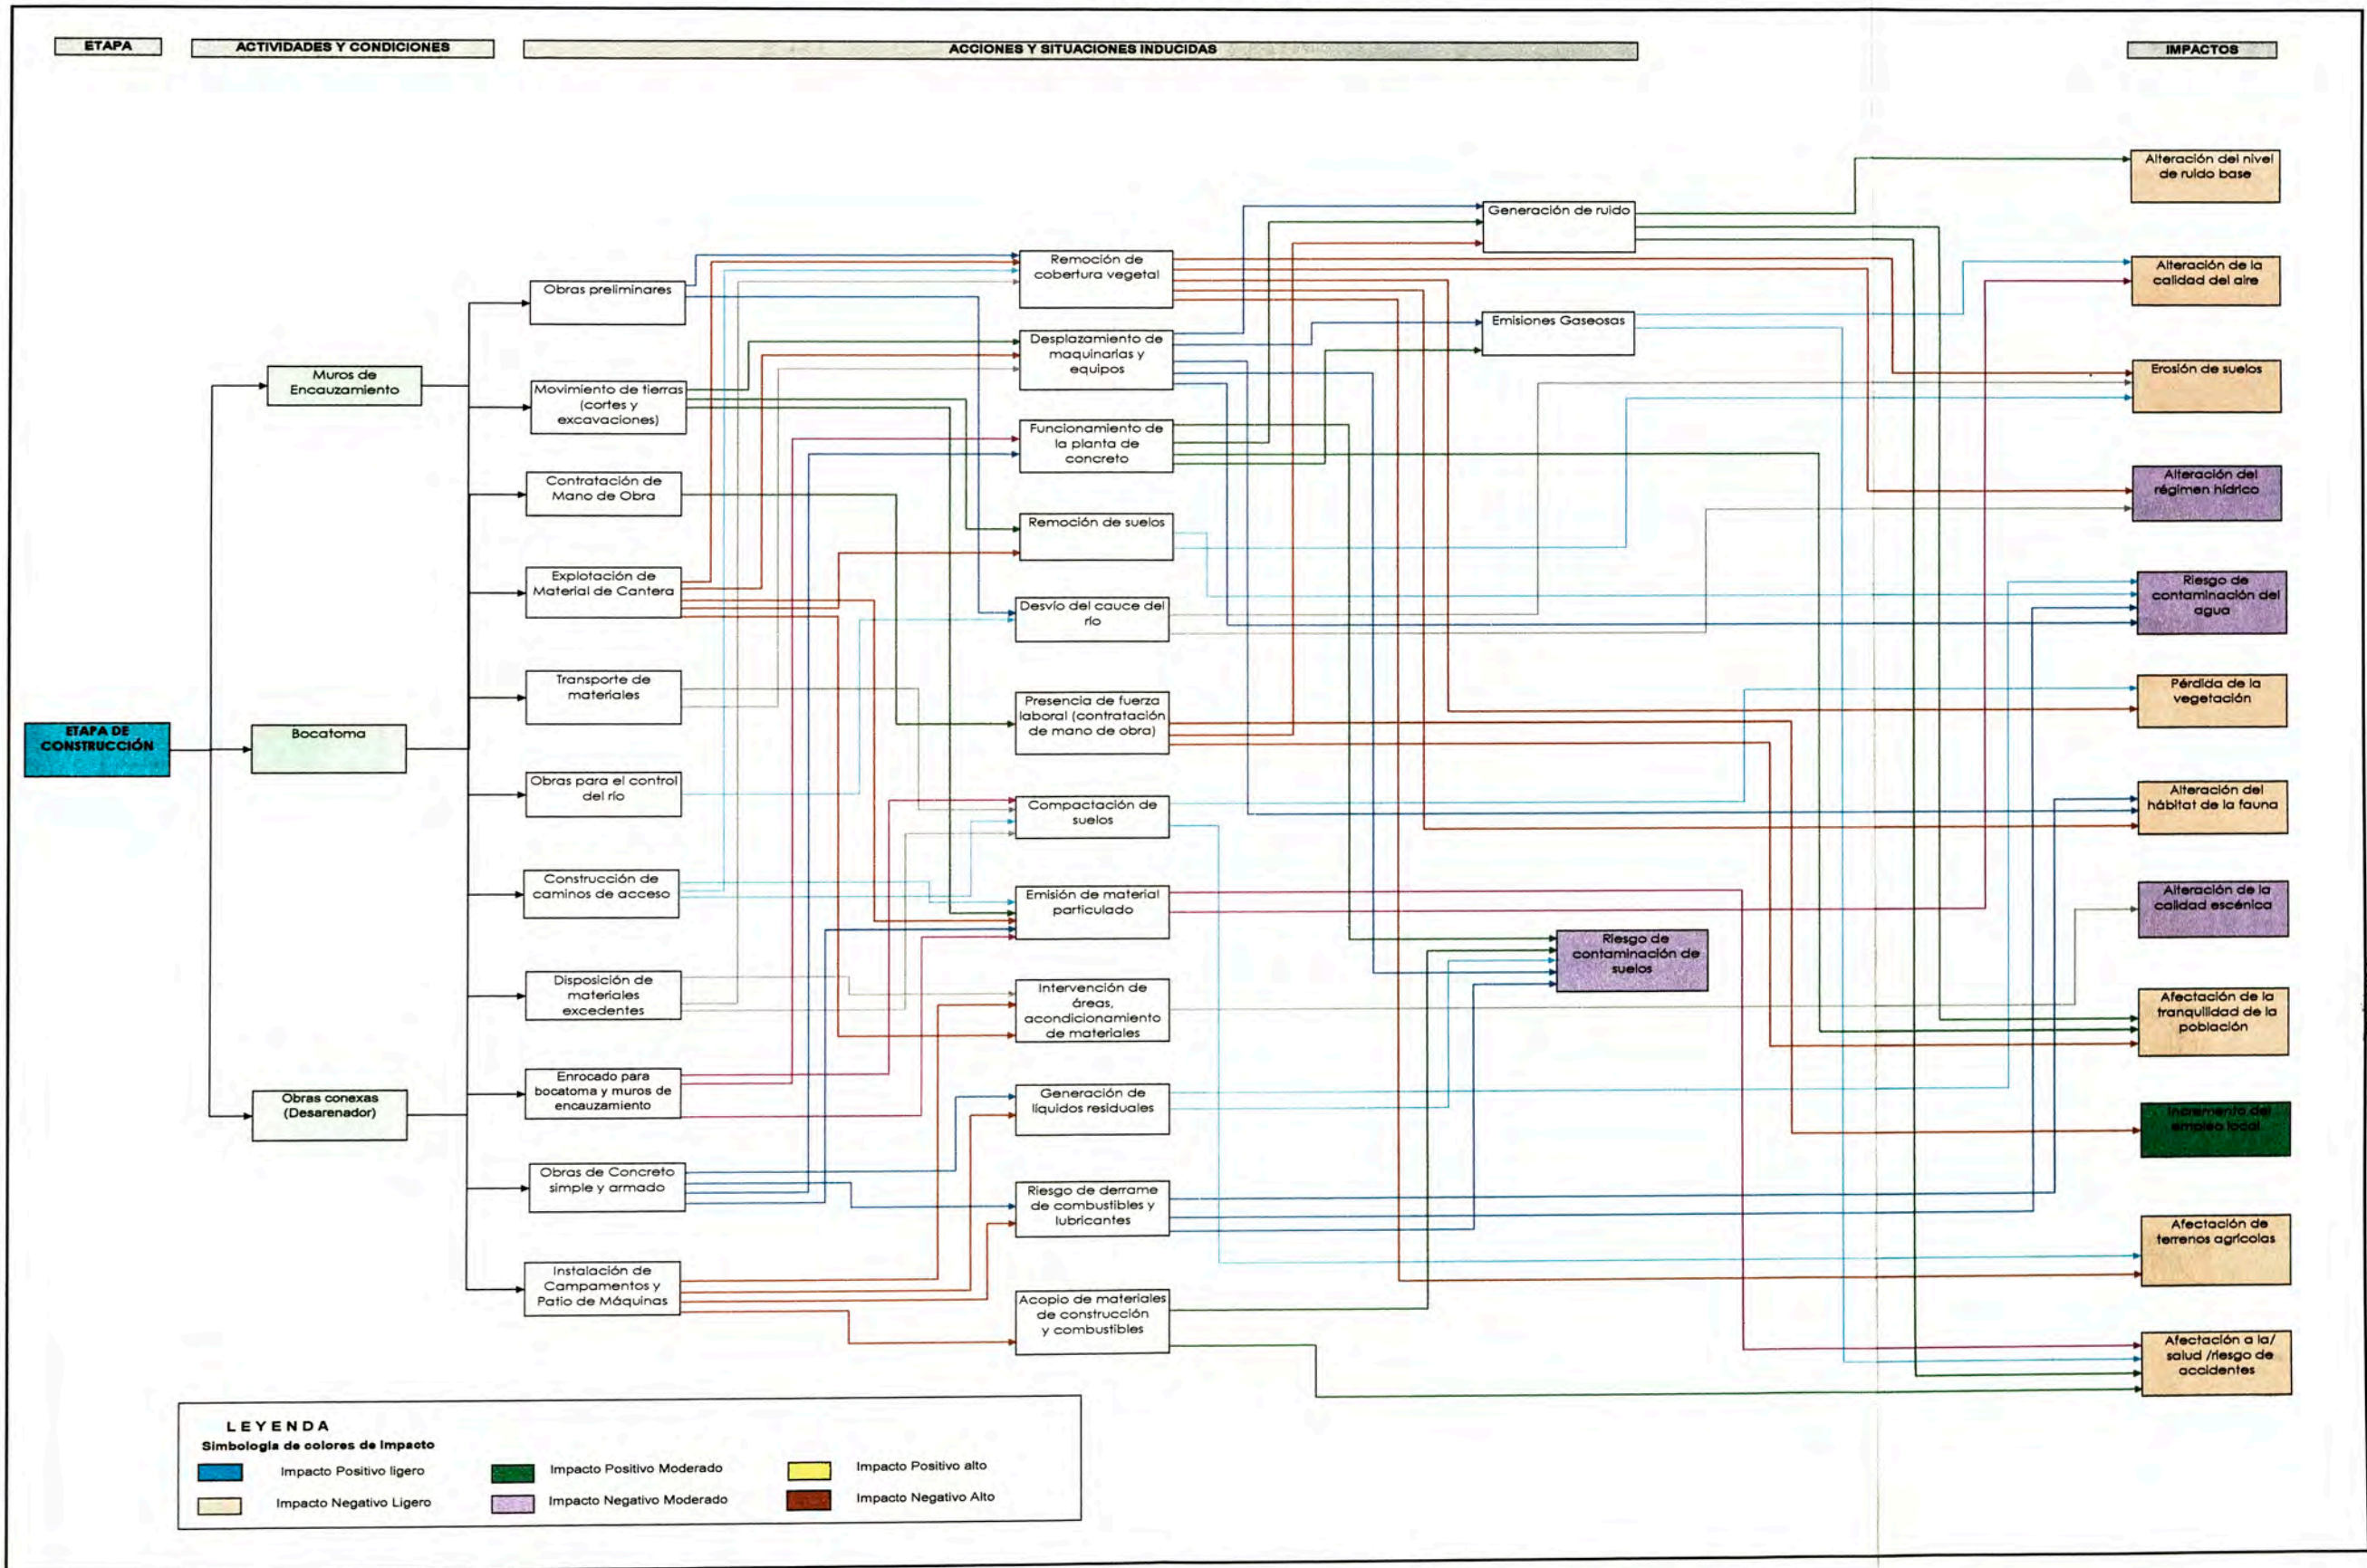 ETAPA
ACTIVIDADES Y CONDICIONES
ACCIONES Y SITUACIONES INDUCIDAS
IMPACTOS
ETAPA DE
CONSTRUCCIÓN
Muros de
Encauzamiento
Bocatoma
Obras conexas
(Desarenador)
Obras preliminares
Movimiento de tierras
(cortes y
excavaciones)
Contratación de
Mano de Obra
Explotación de
Material de Cantera
Transporte de
materiales
Obras para el control
del río
Construcción de
caminos de acceso
Disposición de
materiales
excedentes
Enrocado para
bocatoma y muros de
encauzamiento
Obras de Concreto
simple y armado
Instalación de
Campamentos y
Patio de Máquinas
Remoción de
cobertura vegetal
Desplazamiento de
maquinarias y
equipos
Funcionamiento de
la planta de
concreto
Remoción de suelos
Desvío del cauce del
río
Presencia de fuerza
laboral (contratación
de mano de obra)
Compactación de
suelos
Emisión de material
particulado
Intervención de
áreas,
acondicionamiento
de materiales
Generación de
líquidos residuales
Riesgo de derrame
de combustibles y
lubricantes
Acopio de materiales
de construcción
y combustibles
Generación de ruido
Emisiones Gaseosas
Riesgo de
contaminación de
suelos
Alteración del nivel
de ruido base
Alteración de la
calidad del aire
Erosión de suelos
Alteración del
régimen hídrico
Riesgo de
contaminación del
agua
Pérdida de la
vegetación
Alteración del
hábitat de la fauna
Alteración de la
calidad escénica
Afectación de la
tranquilidad de la
población
Incremento del
empleo local
Afectación de
terrenos agrícolas
Afectación a la/
salud /riesgo de
accidentes
LEYENDA
Simbología de colores de Impacto
Impacto Positivo ligero
Impacto Positivo Moderado
Impacto Positivo alto
Impacto Negativo Ligero
Impacto Negativo Moderado
Impacto Negativo Alto